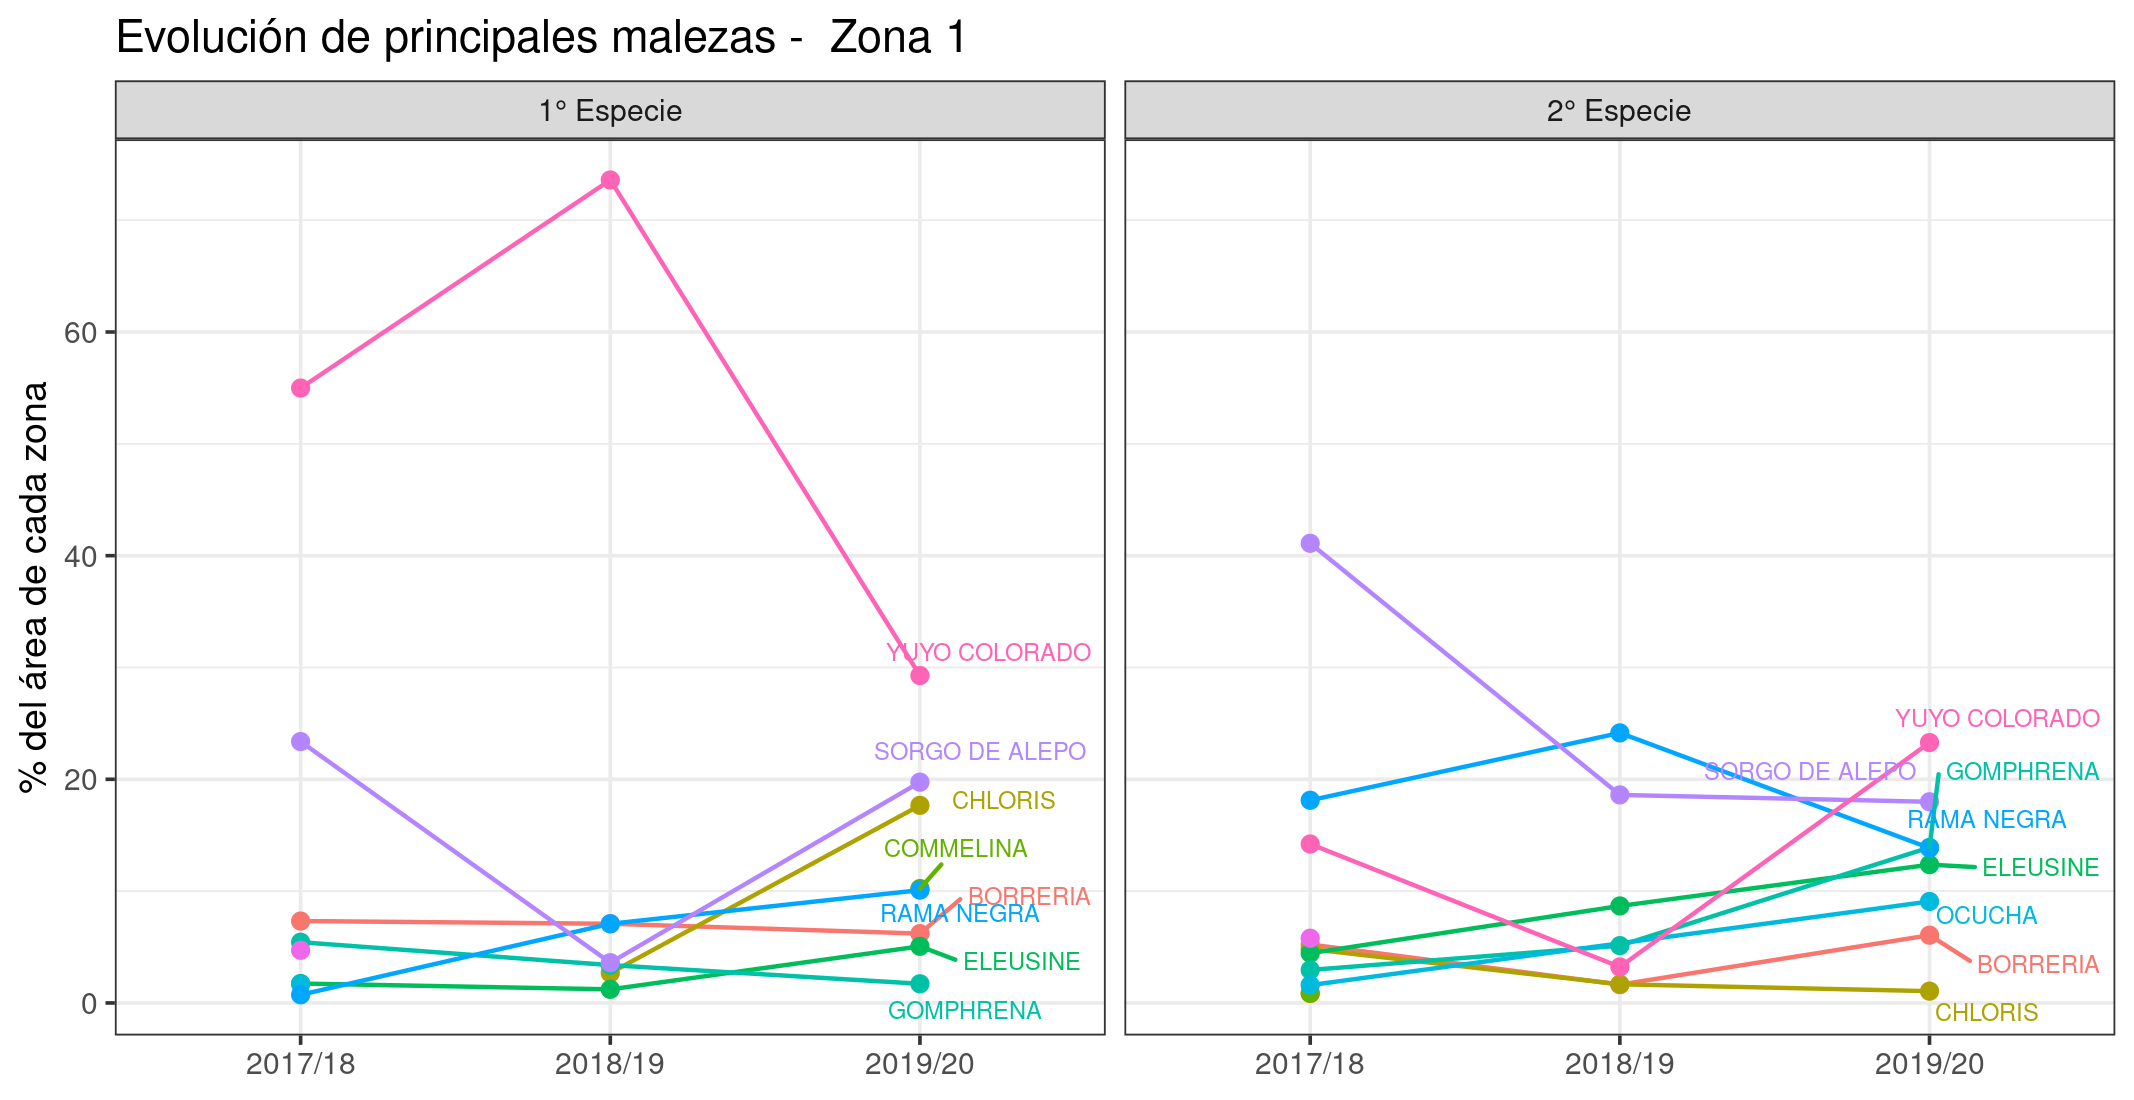 Evolución de principales malezas -  Zona 1
1° Especie
2° Especie
% del área de cada zona
60
40
20
0
YUYO COLORADO
SORGO DE ALEPO
CHLORIS
COMMELINA
BORRERIA
RAMA NEGRA
ELEUSINE
GOMPHRENA
YUYO COLORADO
SORGO DE ALEPO
GOMPHRENA
RAMA NEGRA
ELEUSINE
OCUCHA
BORRERIA
CHLORIS
2017/18
2018/19
2019/20
2017/18
2018/19
2019/20